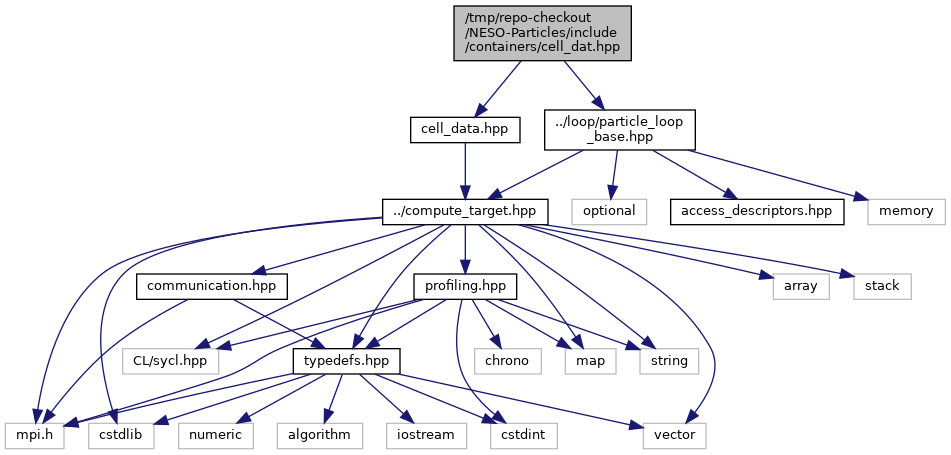 /tmp/repo-checkout
/NESO-Particles/include
/containers/cell_dat.hpp
cell_data.hpp
../loop/particle_loop
_base.hpp
../compute_target.hpp
optional
access_descriptors.hpp
memory
communication.hpp
profiling.hpp
array
stack
CL/sycl.hpp
typedefs.hpp
chrono
map
string
mpi.h
cstdlib
numeric
algorithm
iostream
cstdint
vector